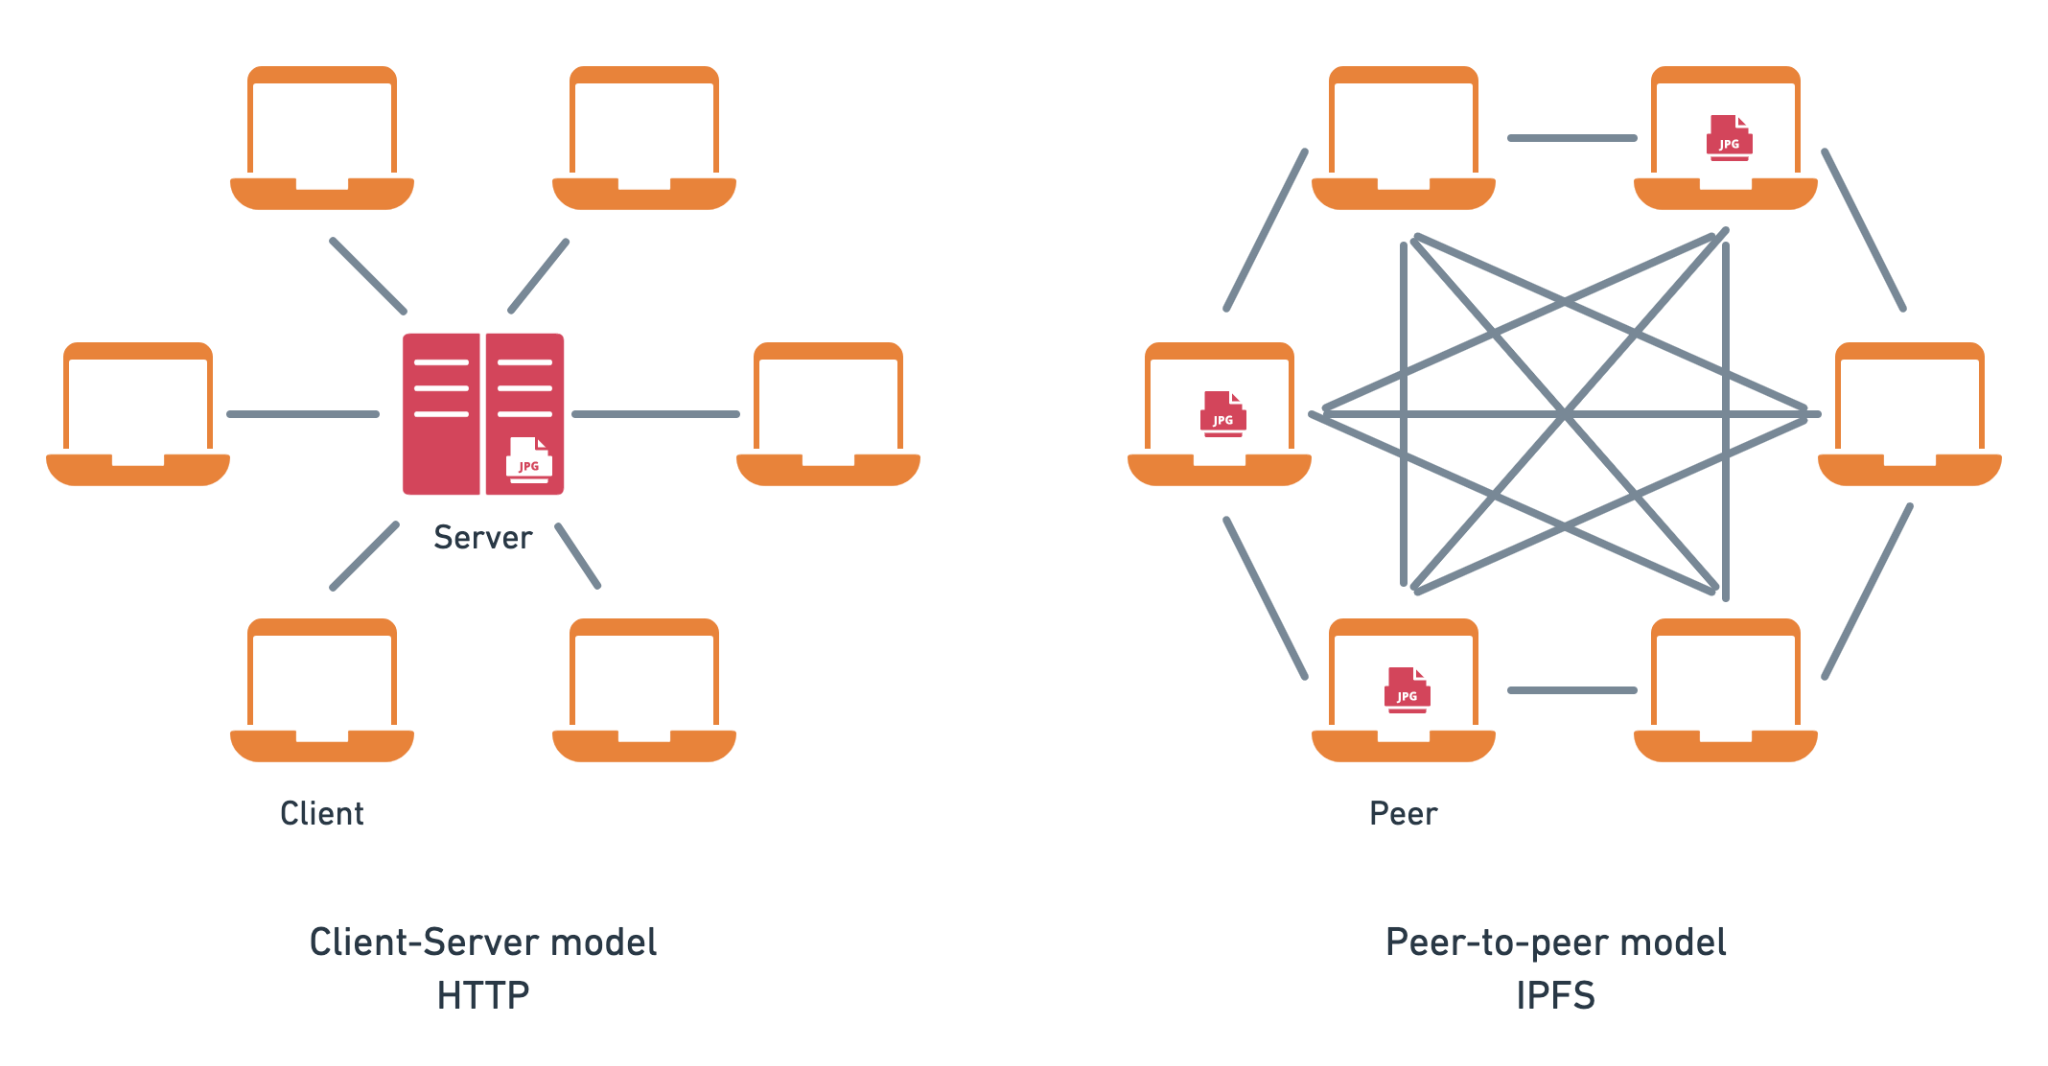 JPG
Server
Client
Client-Server model
HTTP
JPG
JPG
JPG
Peer
Peer-to-peer model
IPFS